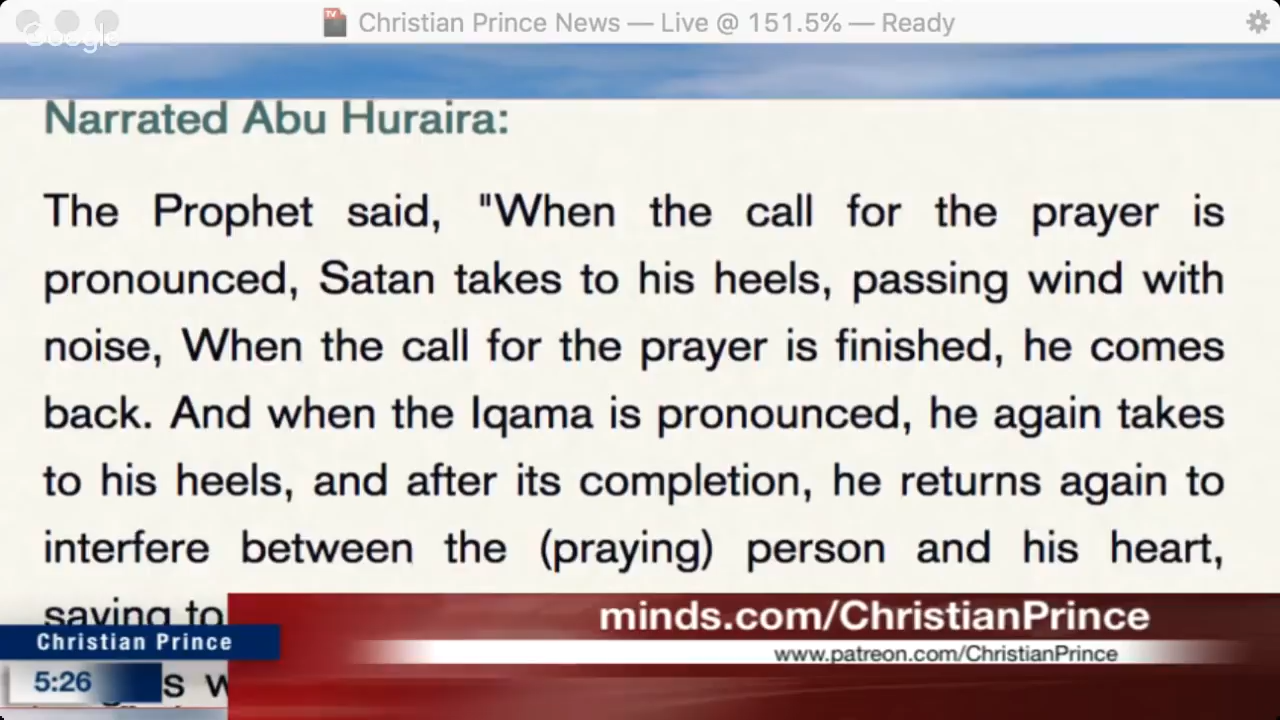 Christian Prince News — Live @ 151.5% — Ready
Google
Narrated Abu Huraira:
The Prophet said, "When the call for the prayer is
pronounced, Satan takes to his heels, passing wind with
noise, When the call for the prayer is finished, he comes
back. And when the Iqama is pronounced, he again takes
to his heels, and after its completion, he returns again to
interfere between the (praying) person and his heart,
saying to
minds.com/ChristianPrince
Christian Prince
www.patreon.com/ChristianPrince
5:26